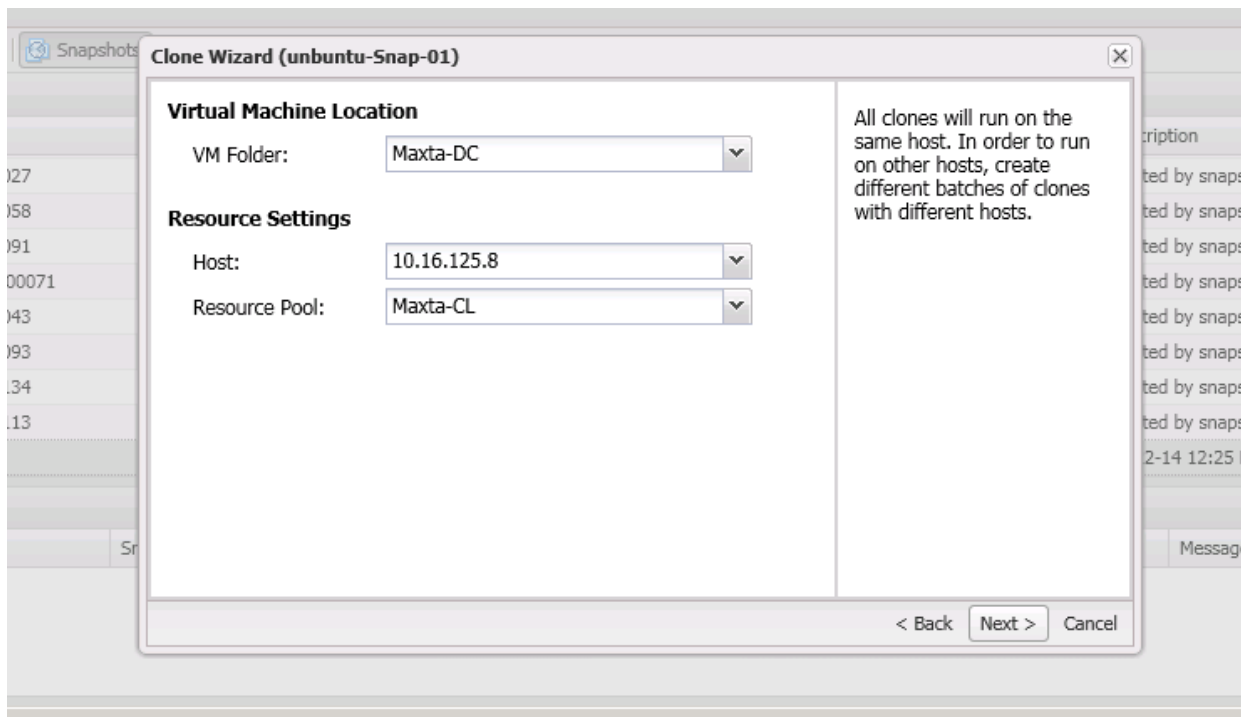 Snapshots
Clone Wizard (unbuntu-Snap-01)
Virtual Machine Location
VM Folder:
Maxta-DC
Resource Settings
Host:
10.16.125.8
Resource Pool:
Maxta-CL
All clones will run on the
same host. In order to run
on other hosts, create
different batches of clones
with different hosts.
< Back
Next >
Cancel
027
058
091
00071
043
093
134
113
cription
ted by snaps
ted by snaps
ted by snaps
ted by snaps
ted by snaps
ted by snaps
ted by snaps
ted by snaps
2-14 12:25
Sn
Message